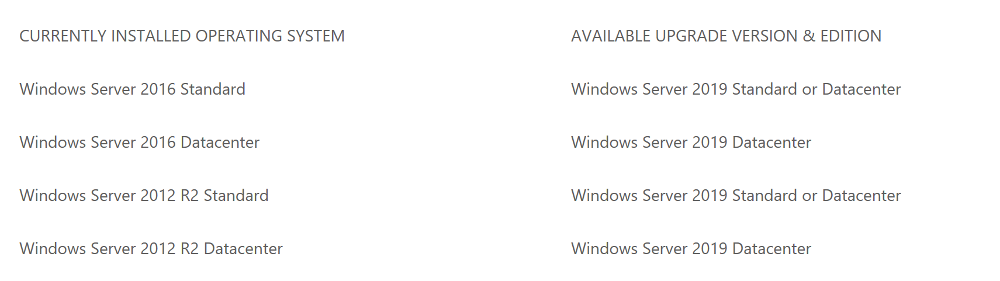 CURRENTLY INSTALLED OPERATING SYSTEM AVAILABLE UPGRADE VERSION & EDITION
Windows Server 2016 Standard Windows Server 2019 Standard or Datacenter
Windows Server 2016 Datacenter Windows Server 2019 Datacenter
Windows Server 2012 R2 Standard Windows Server 2019 Standard or Datacenter
Windows Server 2012 R2 Datacenter Windows Server 2019 Datacenter